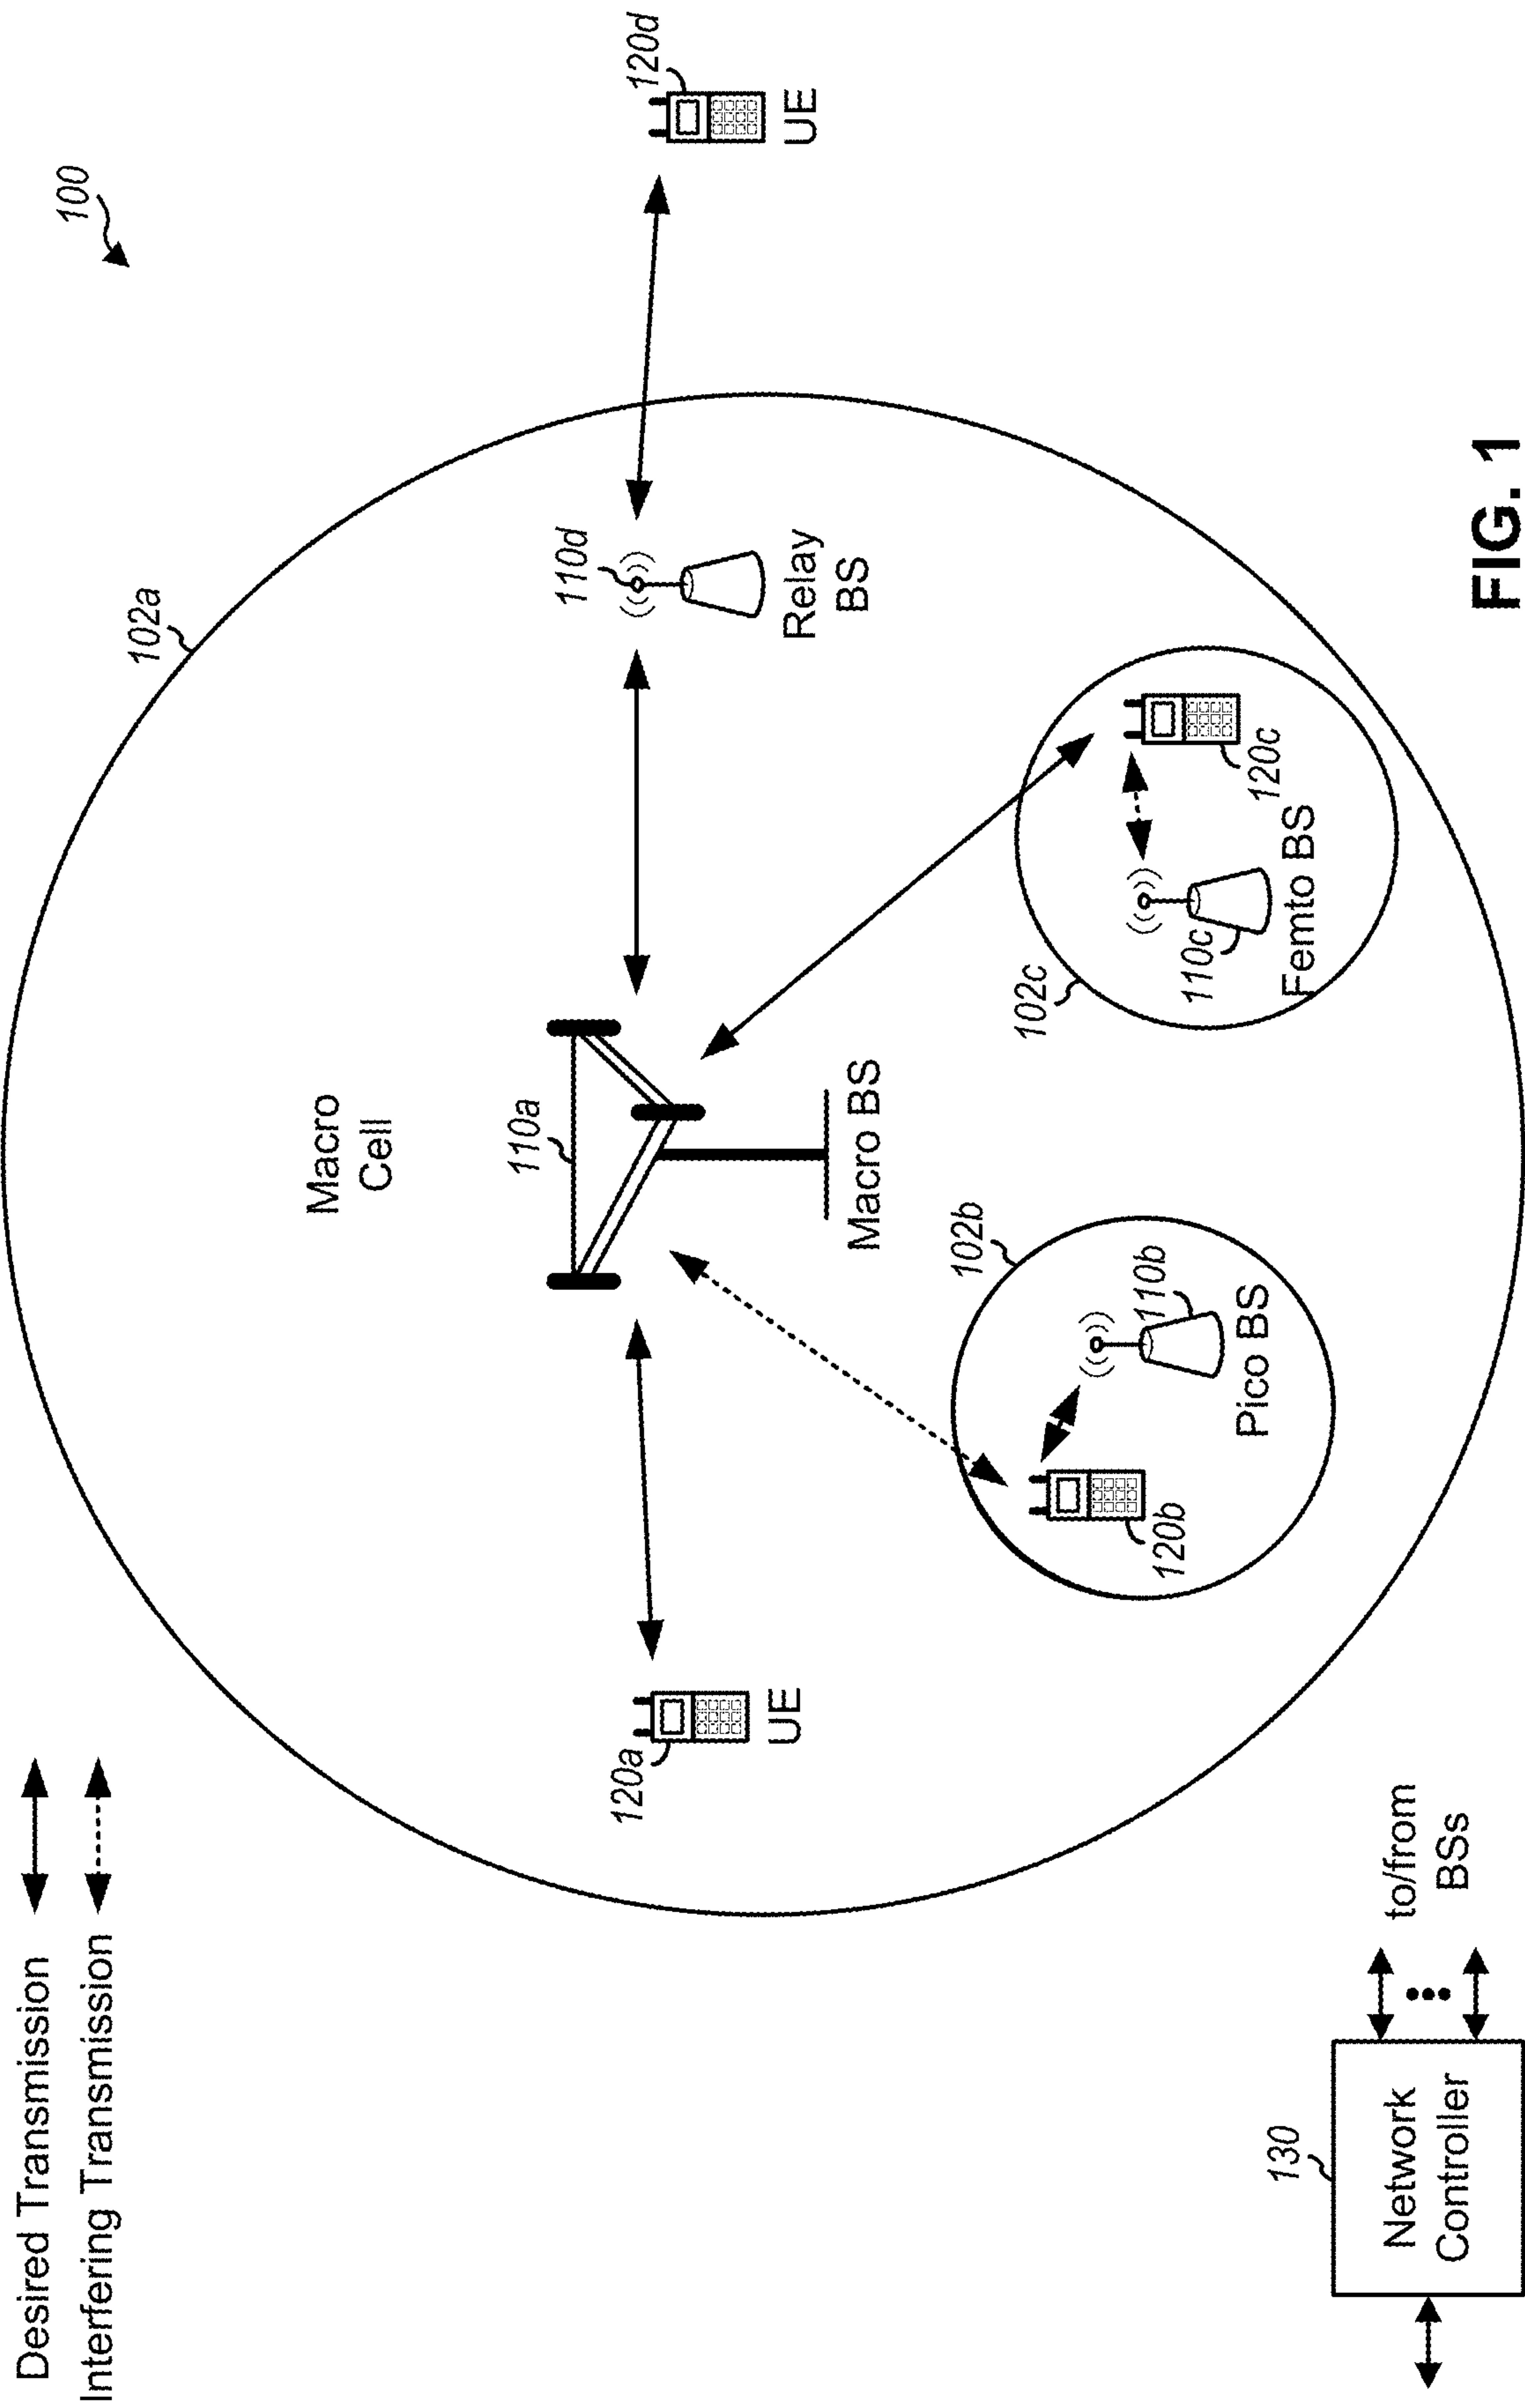 Desired Transmission
Interfering Transmission
100
102a
Macro
Cell
110a
110d
120a
120d
UE
Relay
BS
UE
Macro BS
102b
102c
120b
110b
Pico BS
110c
120c
Femto BS
130
Network
Controller
to/from
BSs
FIG. 1